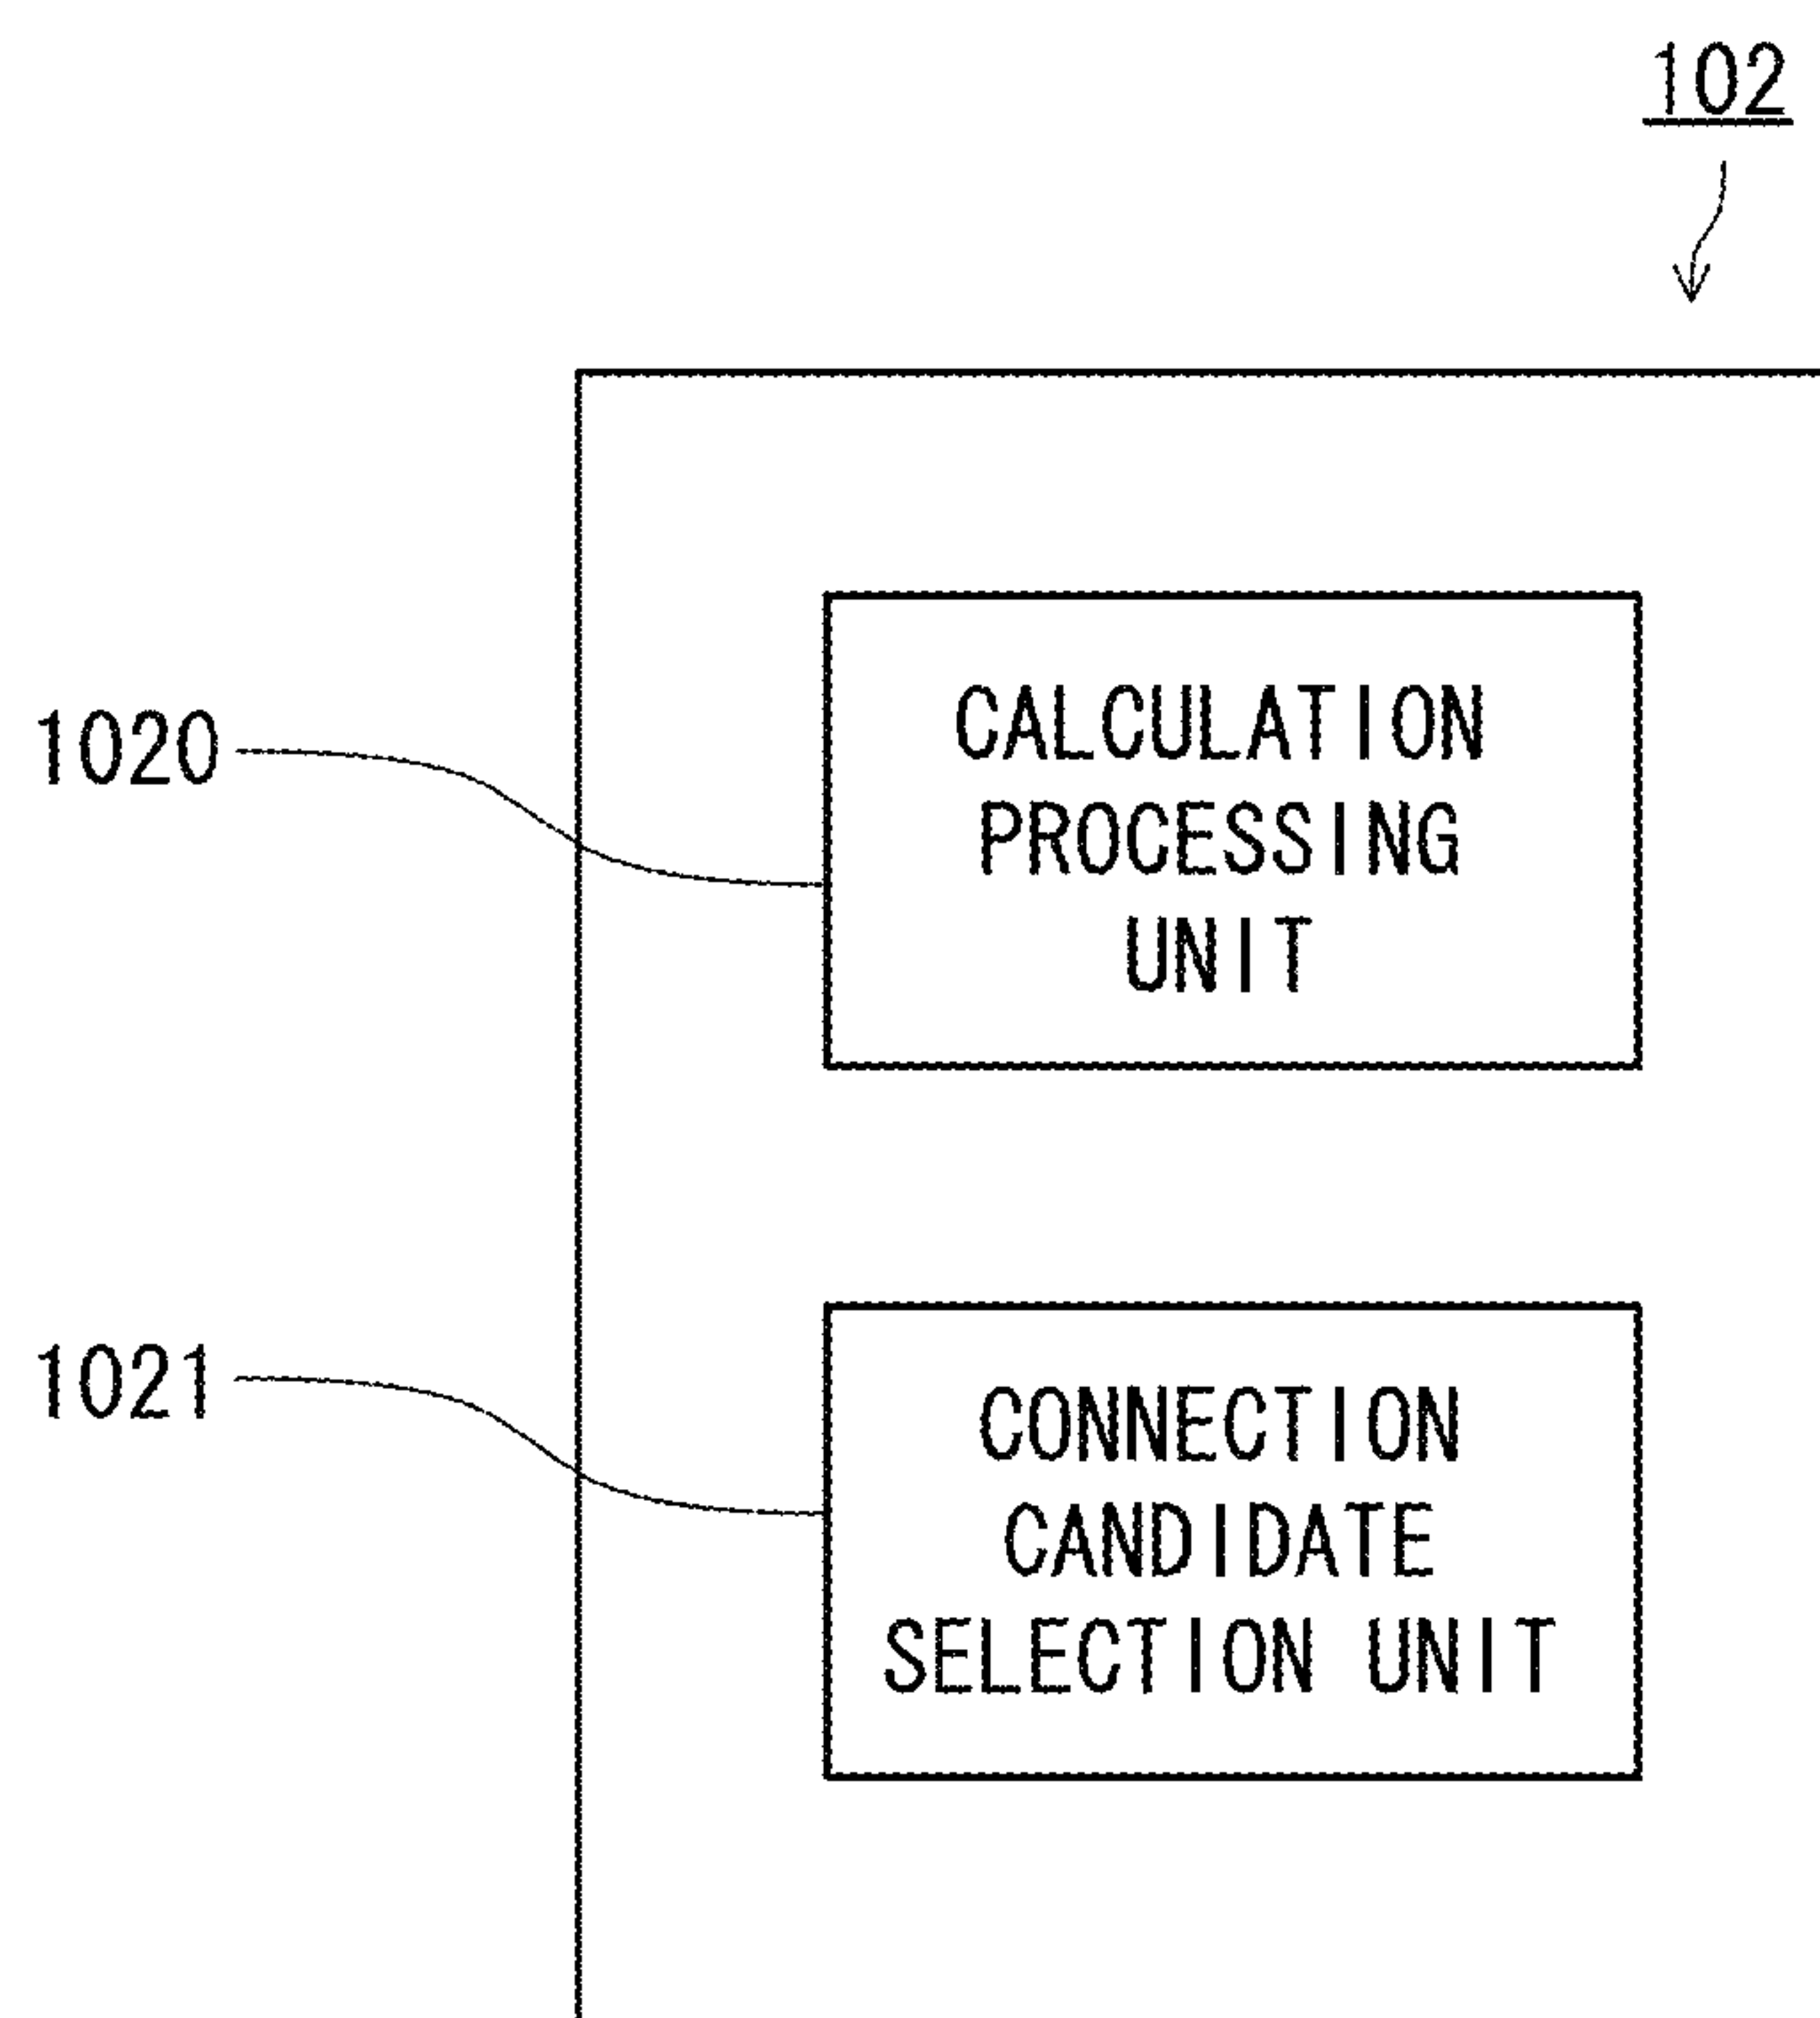 102
1020
CALCULATION
PROCESSING
UNIT
1021
CONNECTION
CANDIDATE
SELECTION UNIT